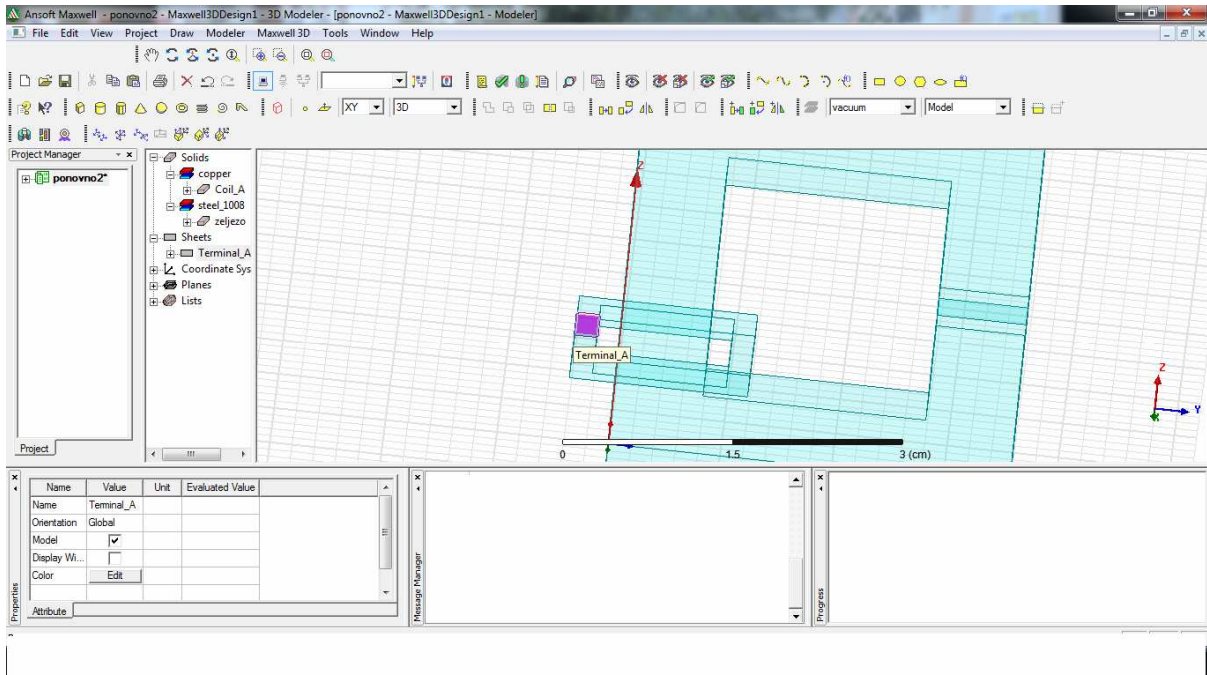 Ansoft Maxwell - ponovno2 - Maxwell3DDesign1 - 3D Modeler - [ponovno2 - Maxwell3DDesign1 - Modeler]
File Edit View Project Draw Modeler Maxwell 3D Tools Window Help
XY 3D vacuum Model
Project Manager
ponovno2*
Project
Solids
copper
Coil_A
steel_1008
zeljezo
Sheets
Terminal_A
Coordinate Sys
Planes
Lists
Z
Terminal_A
0 1.5 3 (cm)
Z
Y
X
Properties
Name Value Unit Evaluated Value
Name Terminal_A
Orientation Global
Model
Display Wi...
Color Edit
Attribute
Message Manager
Progress